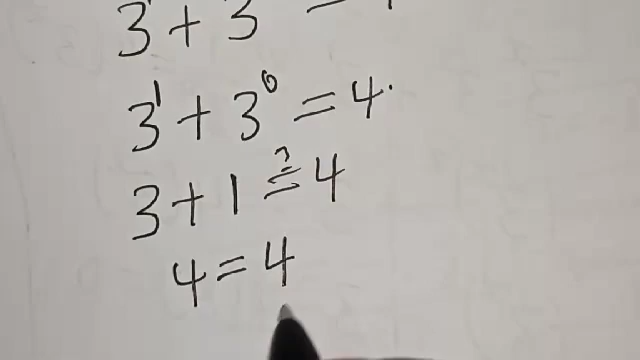 3 + 3 =
3¹ + 3⁰ = 4.
3 + 1 ≟ 4
4 = 4